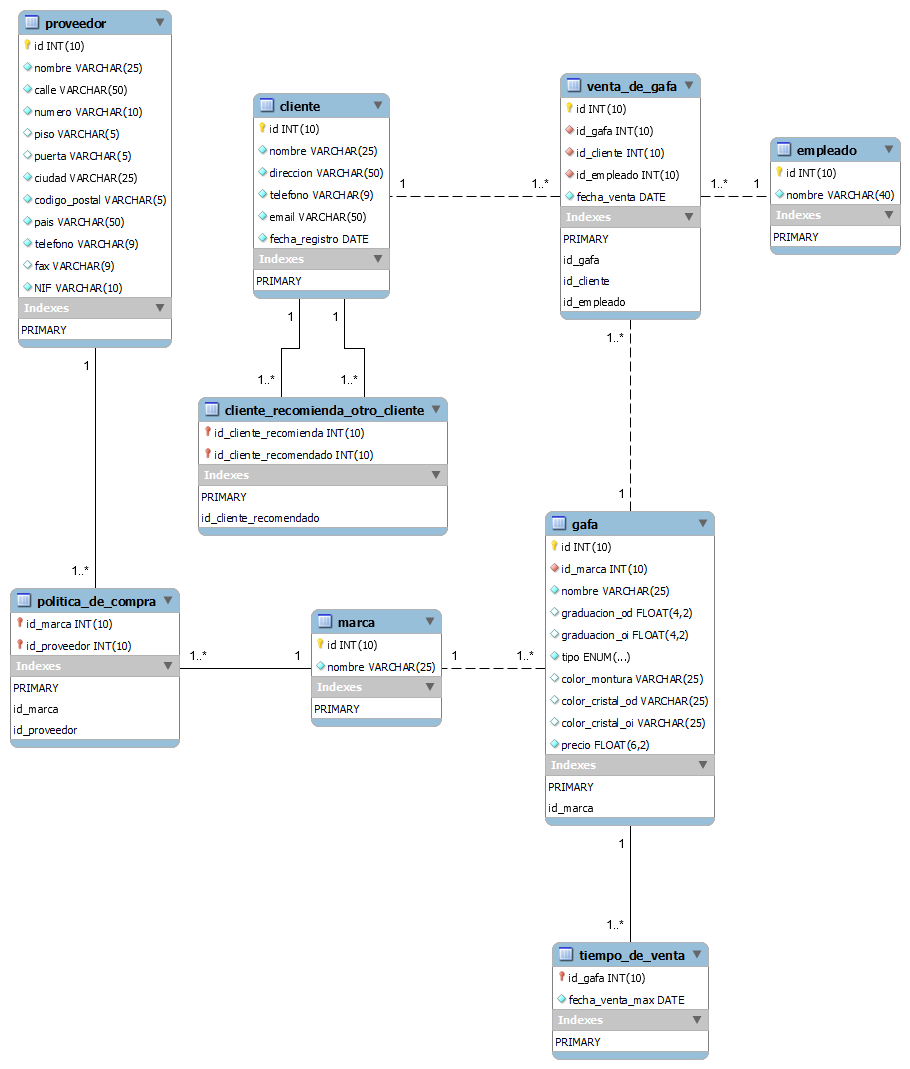 proveedor
id INT(10)
nombre VARCHAR(25)
calle VARCHAR(50)
numero VARCHAR(10)
piso VARCHAR(5)
puerta VARCHAR(5)
ciudad VARCHAR(25)
codigo_postal VARCHAR(5)
pais VARCHAR(50)
telefono VARCHAR(9)
fax VARCHAR(9)
NIF VARCHAR(10)
Indexes
PRIMARY
1
1..*
cliente
id INT(10)
nombre VARCHAR(25)
direccion VARCHAR(50)
telefono VARCHAR(9)
email VARCHAR(50)
fecha_registro DATE
Indexes
PRIMARY
1
1..*
1
1
1..*
1..*
venta_de_gafa
id INT(10)
id_gafa INT(10)
id_cliente INT(10)
id_empleado INT(10)
fecha_venta DATE
Indexes
PRIMARY
id_gafa
id_cliente
id_empleado
1..*
1
1..*
1
empleado
id INT(10)
nombre VARCHAR(40)
Indexes
PRIMARY
cliente_recomienda_otro_cliente
id_cliente_recomienda INT(10)
id_cliente_recomendado INT(10)
Indexes
PRIMARY
id_cliente_recomendado
politica_de_compra
id_marca INT(10)
id_proveedor INT(10)
Indexes
PRIMARY
id_marca
id_proveedor
1..*
1
marca
id INT(10)
nombre VARCHAR(25)
Indexes
PRIMARY
1
1..*
gafa
id INT(10)
id_marca INT(10)
nombre VARCHAR(25)
graduacion_od FLOAT(4,2)
graduacion_oi FLOAT(4,2)
tipo ENUM(...)
color_montura VARCHAR(25)
color_cristal_od VARCHAR(25)
color_cristal_oi VARCHAR(25)
precio FLOAT(6,2)
Indexes
PRIMARY
id_marca
1
1..*
tiempo_de_venta
id_gafa INT(10)
fecha_venta_max DATE
Indexes
PRIMARY